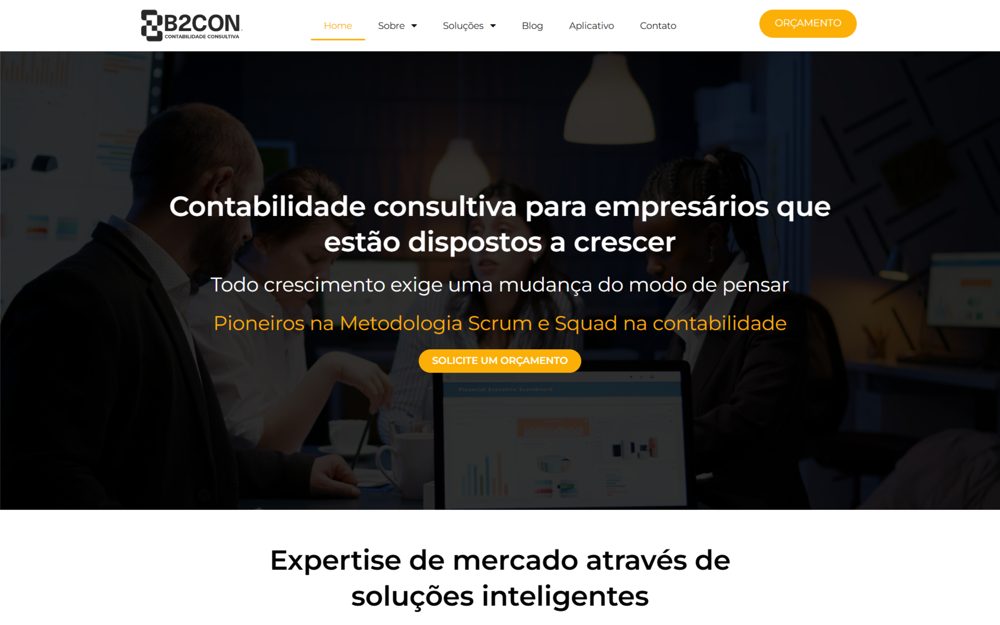 B2CON
CONTABILIDADE CONSULTIVA
Home
Sobre
Soluções
Blog
Aplicativo
Contato
ORÇAMENTO
Contabilidade consultiva para empresários que
estão dispostos a crescer
Todo crescimento exige uma mudança do modo de pensar
Pioneiros na Metodologia Scrum e Squad na contabilidade
SOLICITE UM ORÇAMENTO
Expertise de mercado através de
soluções inteligentes